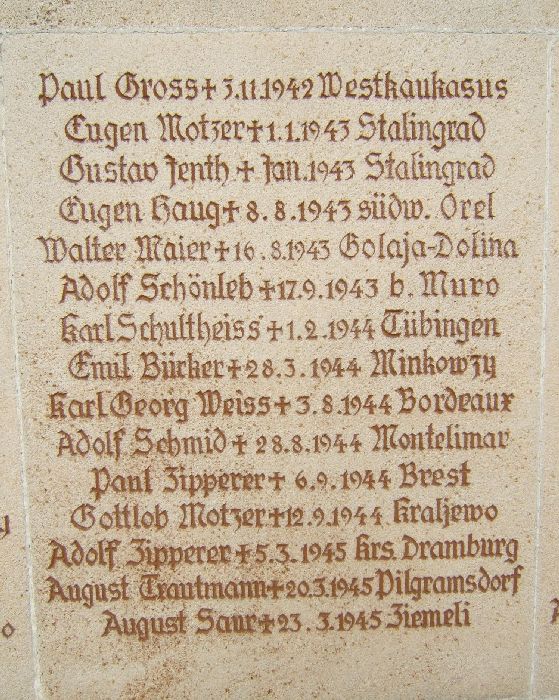 Paul Gross + 3.11.1942 Westkaukasus
Eugen Motzer + 1.1.1943 Stalingrad
Gustav Jenth + Jan. 1943 Stalingrad
Eugen Haug + 8.8.1943 südw. Orel
Walter Maier + 16.8.1943 Golaja-Dolina
Adolf Schönleb + 17.9.1943 b. Muro
Karl Schultheiss + 1.2.1944 Tübingen
Emil Bürker + 28.3.1944 Minkowzy
Karl Georg Weiss + 3.8.1944 Bordeaux
Adolf Schmid + 28.8.1944 Montelimar
Paul Zipperer + 6.9.1944 Brest
Gottlob Motzer + 12.9.1944 Kraljewo
Adolf Zipperer + 5.3.1945 Krs. Dramburg
August Trautmann + 20.3.1945 Pilgramsdorf
August Saur + 23.3.1945 Ziemeli